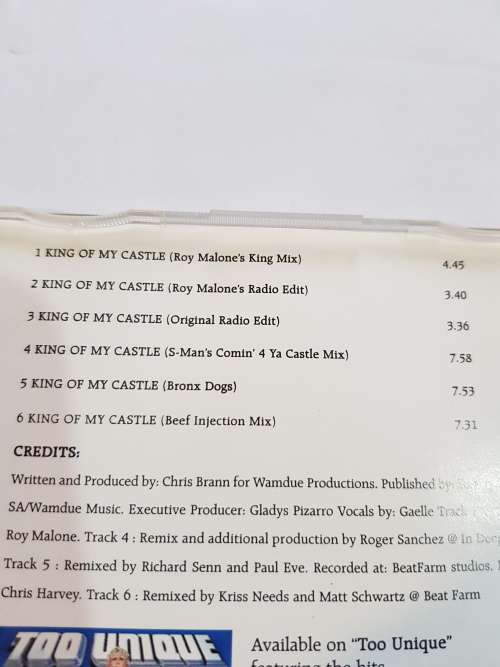 1 KING OF MY CASTLE (Roy Malone's King Mix) 4.45
2 KING OF MY CASTLE (Roy Malone's Radio Edit) 3.40
3 KING OF MY CASTLE (Original Radio Edit) 3.36
4 KING OF MY CASTLE (S-Man's Comin' 4 Ya Castle Mix) 7.58
5 KING OF MY CASTLE (Bronx Dogs) 7.53
6 KING OF MY CASTLE (Beef Injection Mix) 7.31
CREDITS:
Written and Produced by: Chris Brann for Wamdue Productions. Published by:
SA/Wamdue Music. Executive Producer: Gladys Pizarro Vocals by: Gaelle Track
Roy Malone. Track 4 : Remix and additional production by Roger Sanchez @ In Deep
Track 5 : Remixed by Richard Senn and Paul Eve. Recorded at: BeatFarm studios.
Chris Harvey. Track 6 : Remixed by Kriss Needs and Matt Schwartz @ Beat Farm
TOO UNIQUE
Available on "Too Unique"
featuring the hits